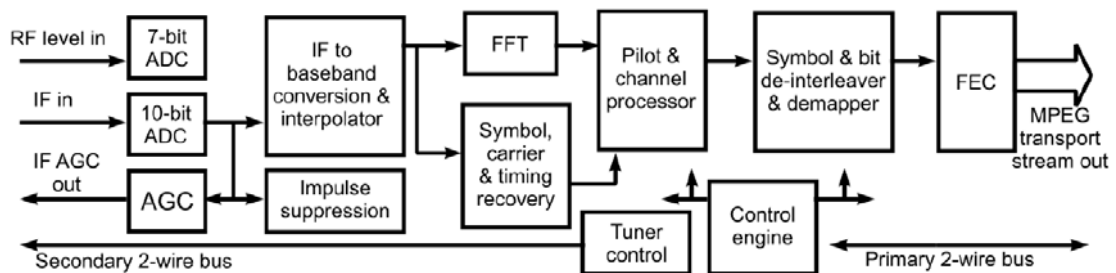 RF level in
7-bit
ADC
IF in
10-bit
ADC
IF AGC
out
AGC
IF to
baseband
conversion &
interpolator
Impulse
suppression
FFT
Symbol,
carrier
& timing
recovery
Pilot &
channel
processor
Symbol & bit
de-interleaver
& demapper
FEC
MPEG
transport
stream out
Tuner
control
Control
engine
Secondary 2-wire bus
Primary 2-wire bus